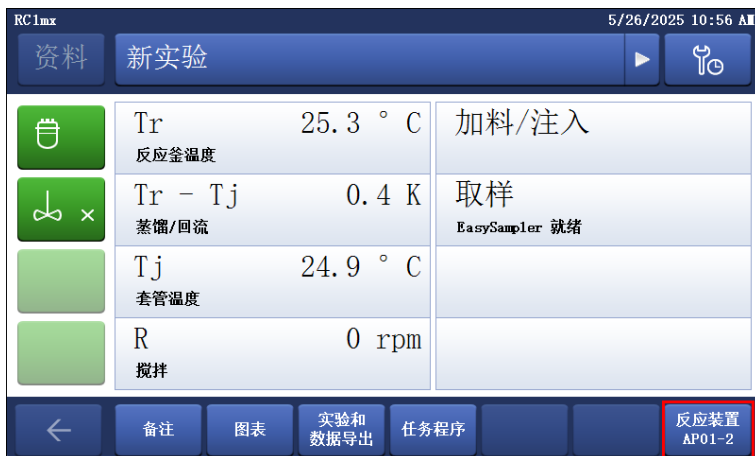 RC1mx 5/26/2025 10:56 AM
资料 新实验
Tr 25.3 ° C
反应釜温度
加料/注入
Tr - Tj 0.4 K
蒸馏/回流
取样
EasySampler 就绪
Tj 24.9 ° C
套管温度
R 0 rpm
搅拌
备注
图表
实验和
数据导出
任务程序
反应装置
AP01-2